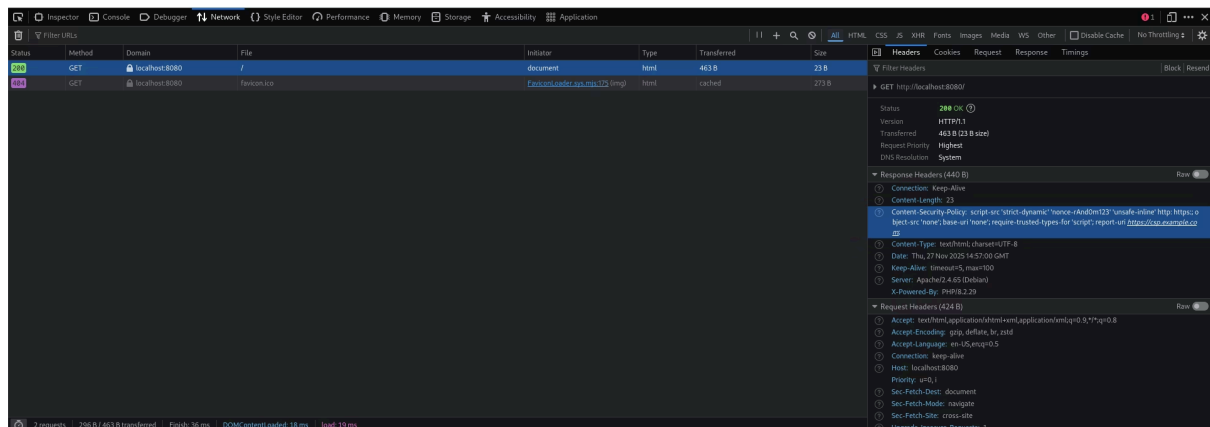 Inspector Console Debugger Network Style Editor Performance Memory Storage Accessibility Application 1
Filter URLs All HTML CSS JS XHR Fonts Images Media WS Other Disable Cache No Throttling
Status Method Domain File Initiator Type Transferred Size
200 GET localhost:8080 / document html 463 B 23 B
404 GET localhost:8080 favicon.ico FaviconLoader.sys.mjs:175 (img) html cached 273 B
Headers Cookies Request Response Timings
Filter Headers Block Resend
GET http://localhost:8080/
Status 200 OK
Version HTTP/1.1
Transferred 463 B (23 B size)
Request Priority Highest
DNS Resolution System
Response Headers (440 B) Raw
Connection: Keep-Alive
Content-Length: 23
Content-Security-Policy: script-src 'strict-dynamic' 'nonce-rAnd0m123' 'unsafe-inline' http: https:; o
bject-src 'none'; base-uri 'none'; require-trusted-types-for 'script'; report-uri https://csp.example.co
m
Content-Type: text/html; charset=UTF-8
Date: Thu, 27 Nov 2025 14:57:00 GMT
Keep-Alive: timeout=5, max=100
Server: Apache/2.4.65 (Debian)
X-Powered-By: PHP/8.2.29
Request Headers (424 B) Raw
Accept: text/html,application/xhtml+xml,application/xml;q=0.9,*/*;q=0.8
Accept-Encoding: gzip, deflate, br, zstd
Accept-Language: en-US,en;q=0.5
Connection: keep-alive
Host: localhost:8080
Priority: u=0, i
Sec-Fetch-Dest: document
Sec-Fetch-Mode: navigate
Sec-Fetch-Site: cross-site
2 requests 296 B / 463 B transferred Finish: 36 ms DOMContentLoaded: 18 ms load: 19 ms